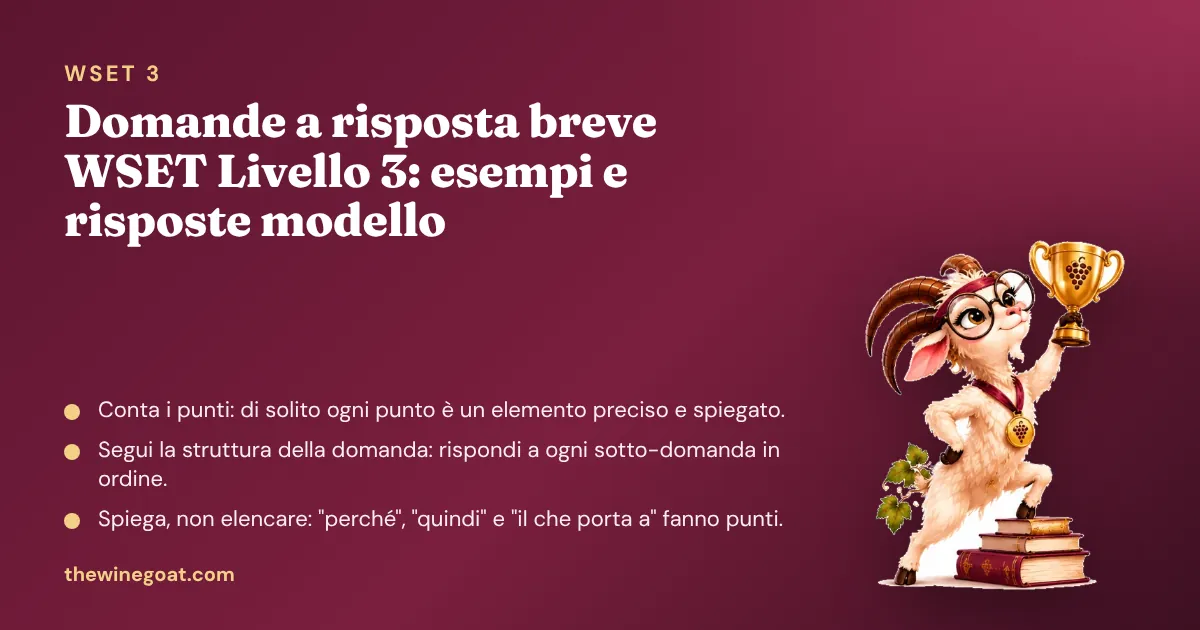 WSET 3
Domande a risposta breve
WSET Livello 3: esempi e
risposte modello
Conta i punti: di solito ogni punto è un elemento preciso e spiegato.
Segui la struttura della domanda: rispondi a ogni sotto-domanda in
ordine.
Spiega, non elencare: "perché", "quindi" e "il che porta a" fanno punti.
thewinegoat.com